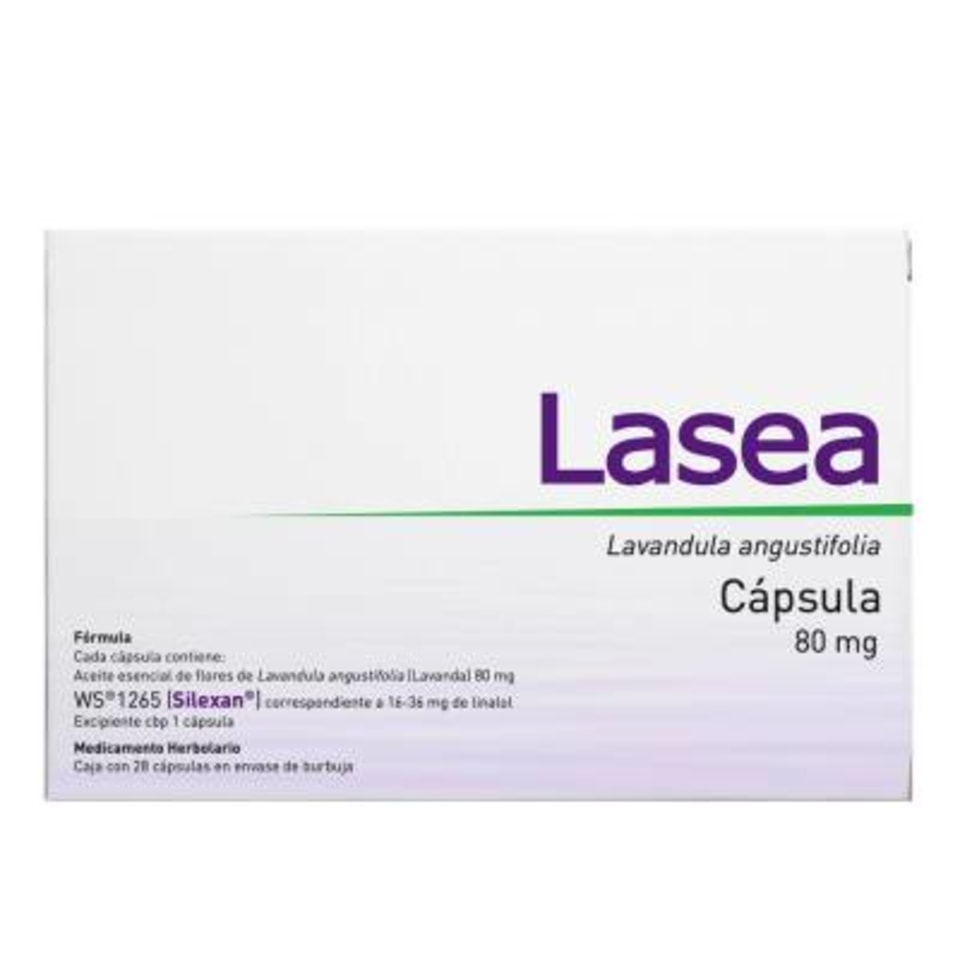 Lasea
Lavandula angustifolia
Cápsula
80 mg
Fórmula
Cada cápsula contiene:
Aceite esencial de flores de Lavandula angustifolia (Lavanda) 80 mg
WS®1265 (Silexan®) correspondiente a 16-36 mg de linalol
Excipiente cbp 1 cápsula
Medicamento Herbolario
Caja con 28 cápsulas en envase de burbuja